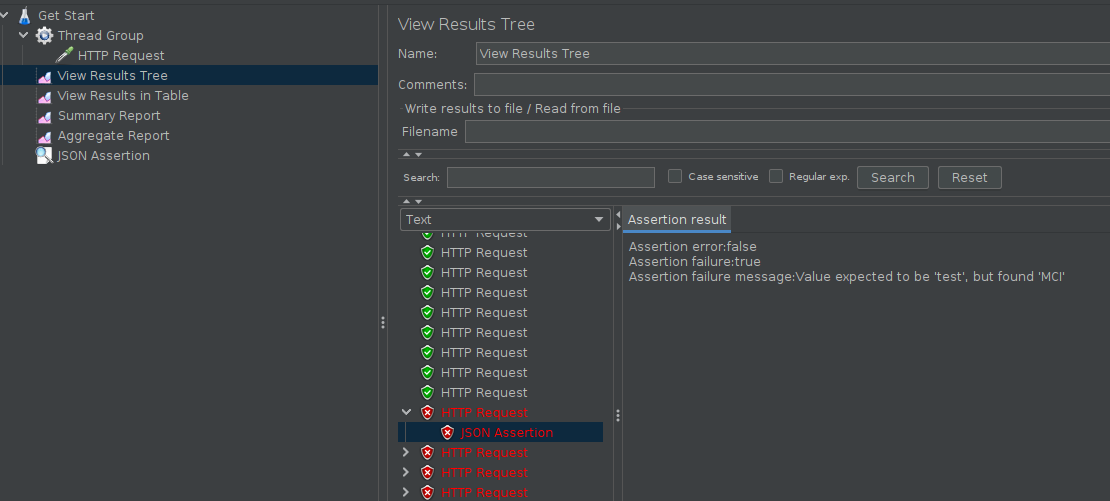 Get Start
Thread Group
HTTP Request
View Results Tree
View Results in Table
Summary Report
Aggregate Report
JSON Assertion
View Results Tree
Name: View Results Tree
Comments:
Write results to file / Read from file
Filename
Search: Case sensitive Regular exp. Search Reset
Text
HTTP Request
HTTP Request
HTTP Request
HTTP Request
HTTP Request
HTTP Request
HTTP Request
HTTP Request
HTTP Request
HTTP Request
JSON Assertion
HTTP Request
HTTP Request
HTTP Request
Assertion result
Assertion error:false
Assertion failure:true
Assertion failure message:Value expected to be 'test', but found 'MCI'